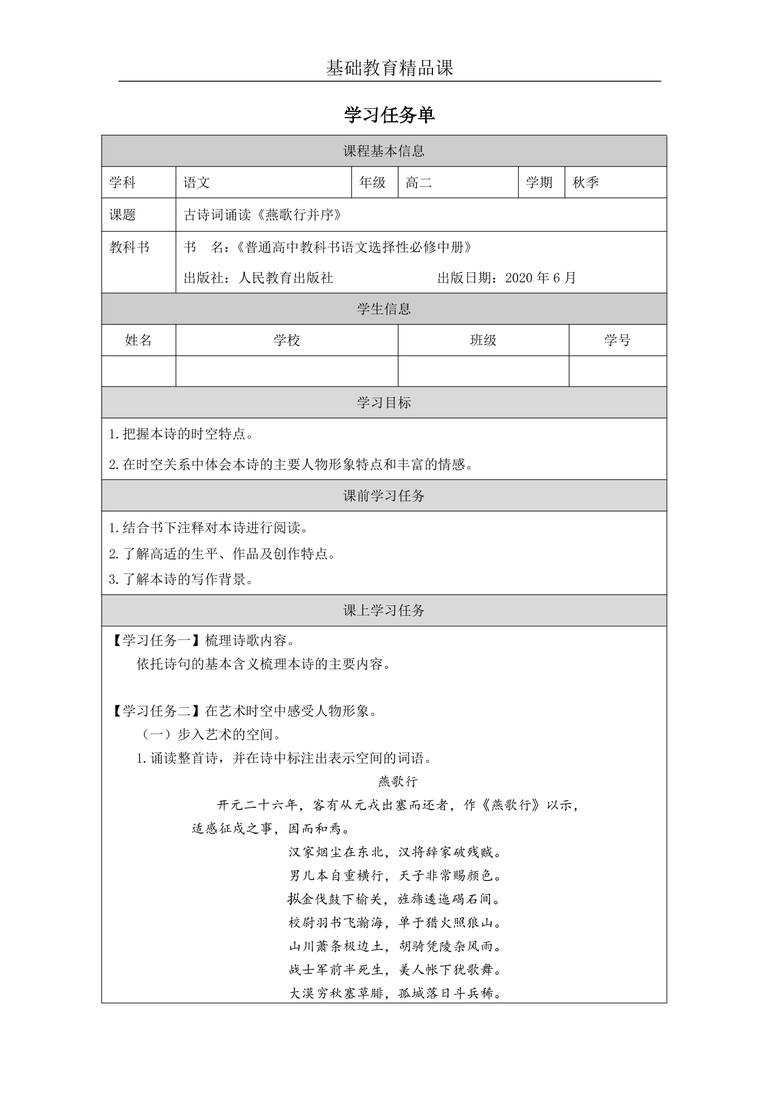 基础教育精品课
学习任务单
课程基本信息
学科 语文 年级 高二 学期 秋季
课题 古诗词诵读《燕歌行并序》
教科书 书 名：《普通高中教科书语文选择性必修中册》
出版社：人民教育出版社 出版日期：2020 年 6 月
学生信息
姓名 学校 班级 学号
学习目标
1.把握本诗的时空特点。
2.在时空关系中体会本诗的主要人物形象特点和丰富的情感。
课前学习任务
1.结合书下注释对本诗进行阅读。
2.了解高适的生平、作品及创作特点。
3.了解本诗的写作背景。
课上学习任务
【学习任务一】梳理诗歌内容。
依托诗句的基本含义梳理本诗的主要内容。
【学习任务二】在艺术时空中感受人物形象。
（一）步入艺术的空间。
1.诵读整首诗，并在诗中标注出表示空间的词语。
燕歌行
开元二十六年，客有从元戎出塞而还者，作《燕歌行》以示，
适感征戍之事，因而和焉。
汉家烟尘在东北，汉将辞家破残贼。
男儿本自重横行，天子非常赐颜色。
摐金伐鼓下榆关，旌旆逶迤碣石间。
校尉羽书飞瀚海，单于猎火照狼山。
山川萧条极边土，胡骑凭陵杂风雨。
战士军前半死生，美人帐下犹歌舞。
大漠穷秋塞草腓，孤城落日斗兵稀。